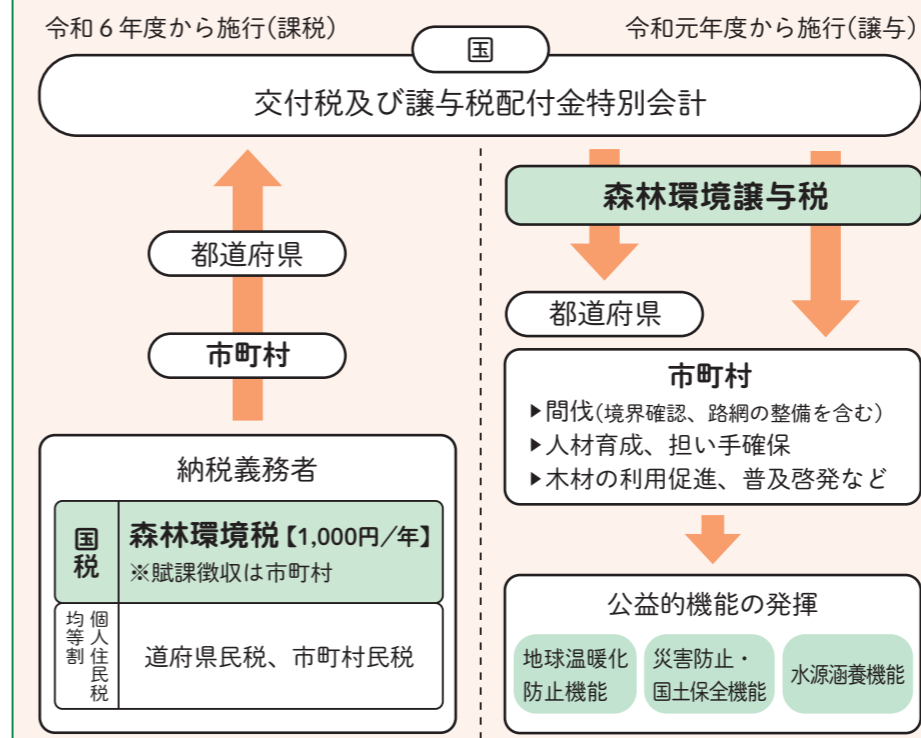 令和6年度から施行(課税)
令和元年度から施行(譲与)
国
交付税及び譲与税配付金特別会計
都道府県
市町村
納税義務者
国税
森林環境税【1,000円/年】
※賦課徴収は市町村
個人住民税
均等割
道府県民税、市町村民税
森林環境譲与税
都道府県
市町村
▶間伐(境界確認、路網の整備を含む)
▶人材育成、担い手確保
▶木材の利用促進、普及啓発など
公益的機能の発揮
地球温暖化
防止機能
災害防止・
国土保全機能
水源涵養機能